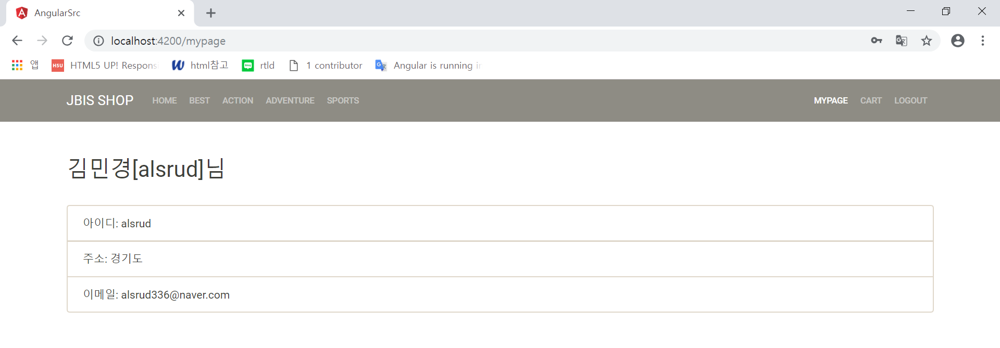 AngularSrc
localhost:4200/mypage
앱 HTML5 UP! Respons html참고 rtld 1 contributor Angular is running i
JBIS SHOP HOME BEST ACTION ADVENTURE SPORTS MYPAGE CART LOGOUT
김민경[alsrud]님
아이디: alsrud
주소: 경기도
이메일: alsrud336@naver.com